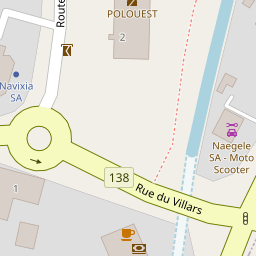 POLOUEST
Route
2
Navixia
SA
Naegele
SA - Moto
Scooter
138
Rue du Villars
1